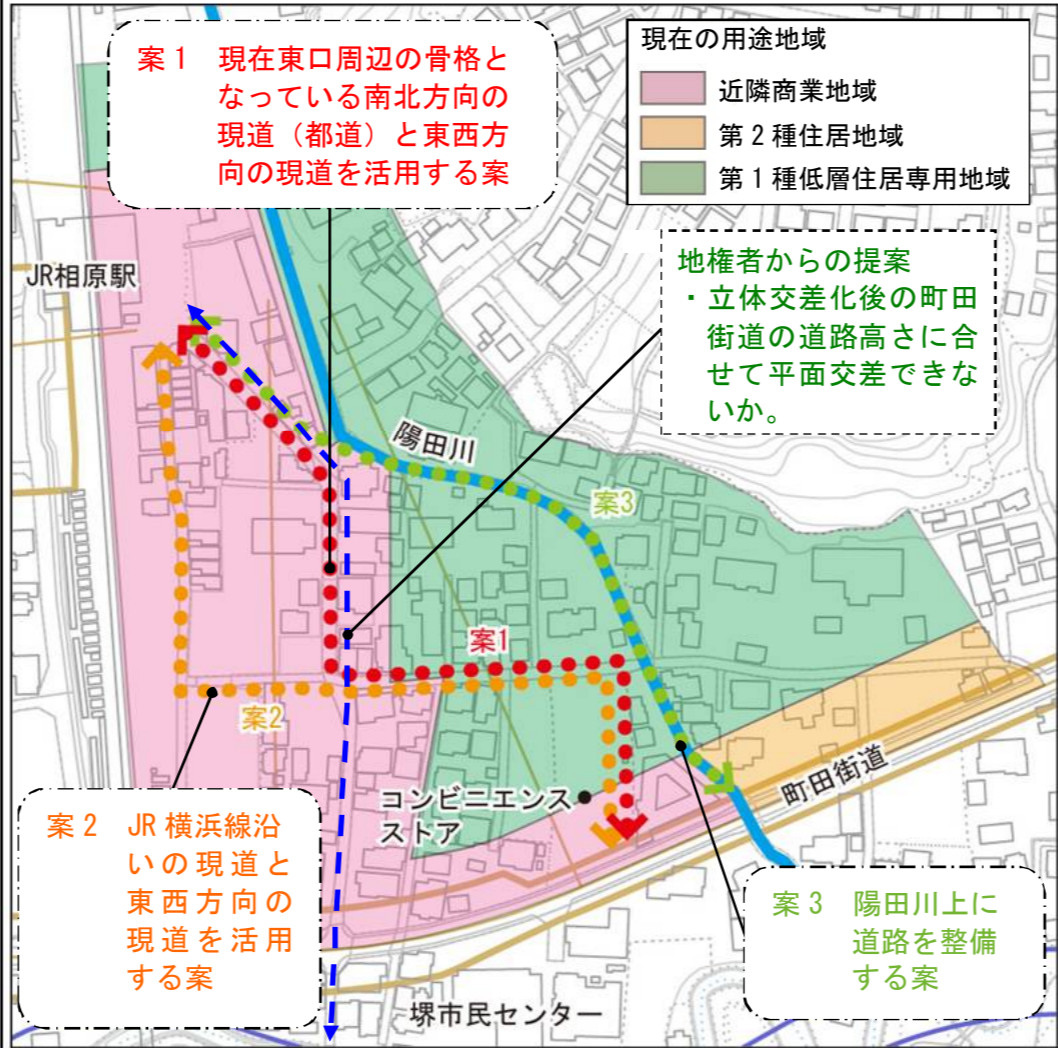 案1 現在東口周辺の骨格と
なっている南北方向の
現道（都道）と東西方
向の現道を活用する案
現在の用途地域
近隣商業地域
第2種住居地域
第1種低層住居専用地域
地権者からの提案
・立体交差化後の町田
街道の道路高さに合
せて平面交差できな
いか。
JR相原駅
陽田川
案3
案1
案2
コンビニエンス
ストア
町田街道
案2 JR横浜線沿
いの現道と
東西方向の
現道を活用
する案
案3 陽田川上に
道路を整備
する案
堺市民センター